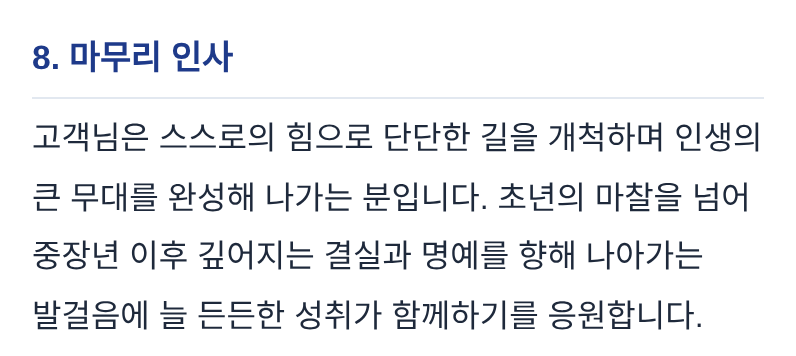 8. 마무리 인사
고객님은 스스로의 힘으로 단단한 길을 개척하며 인생의
큰 무대를 완성해 나가는 분입니다. 초년의 마찰을 넘어
중장년 이후 깊어지는 결실과 명예를 향해 나아가는
발걸음에 늘 든든한 성취가 함께하기를 응원합니다.